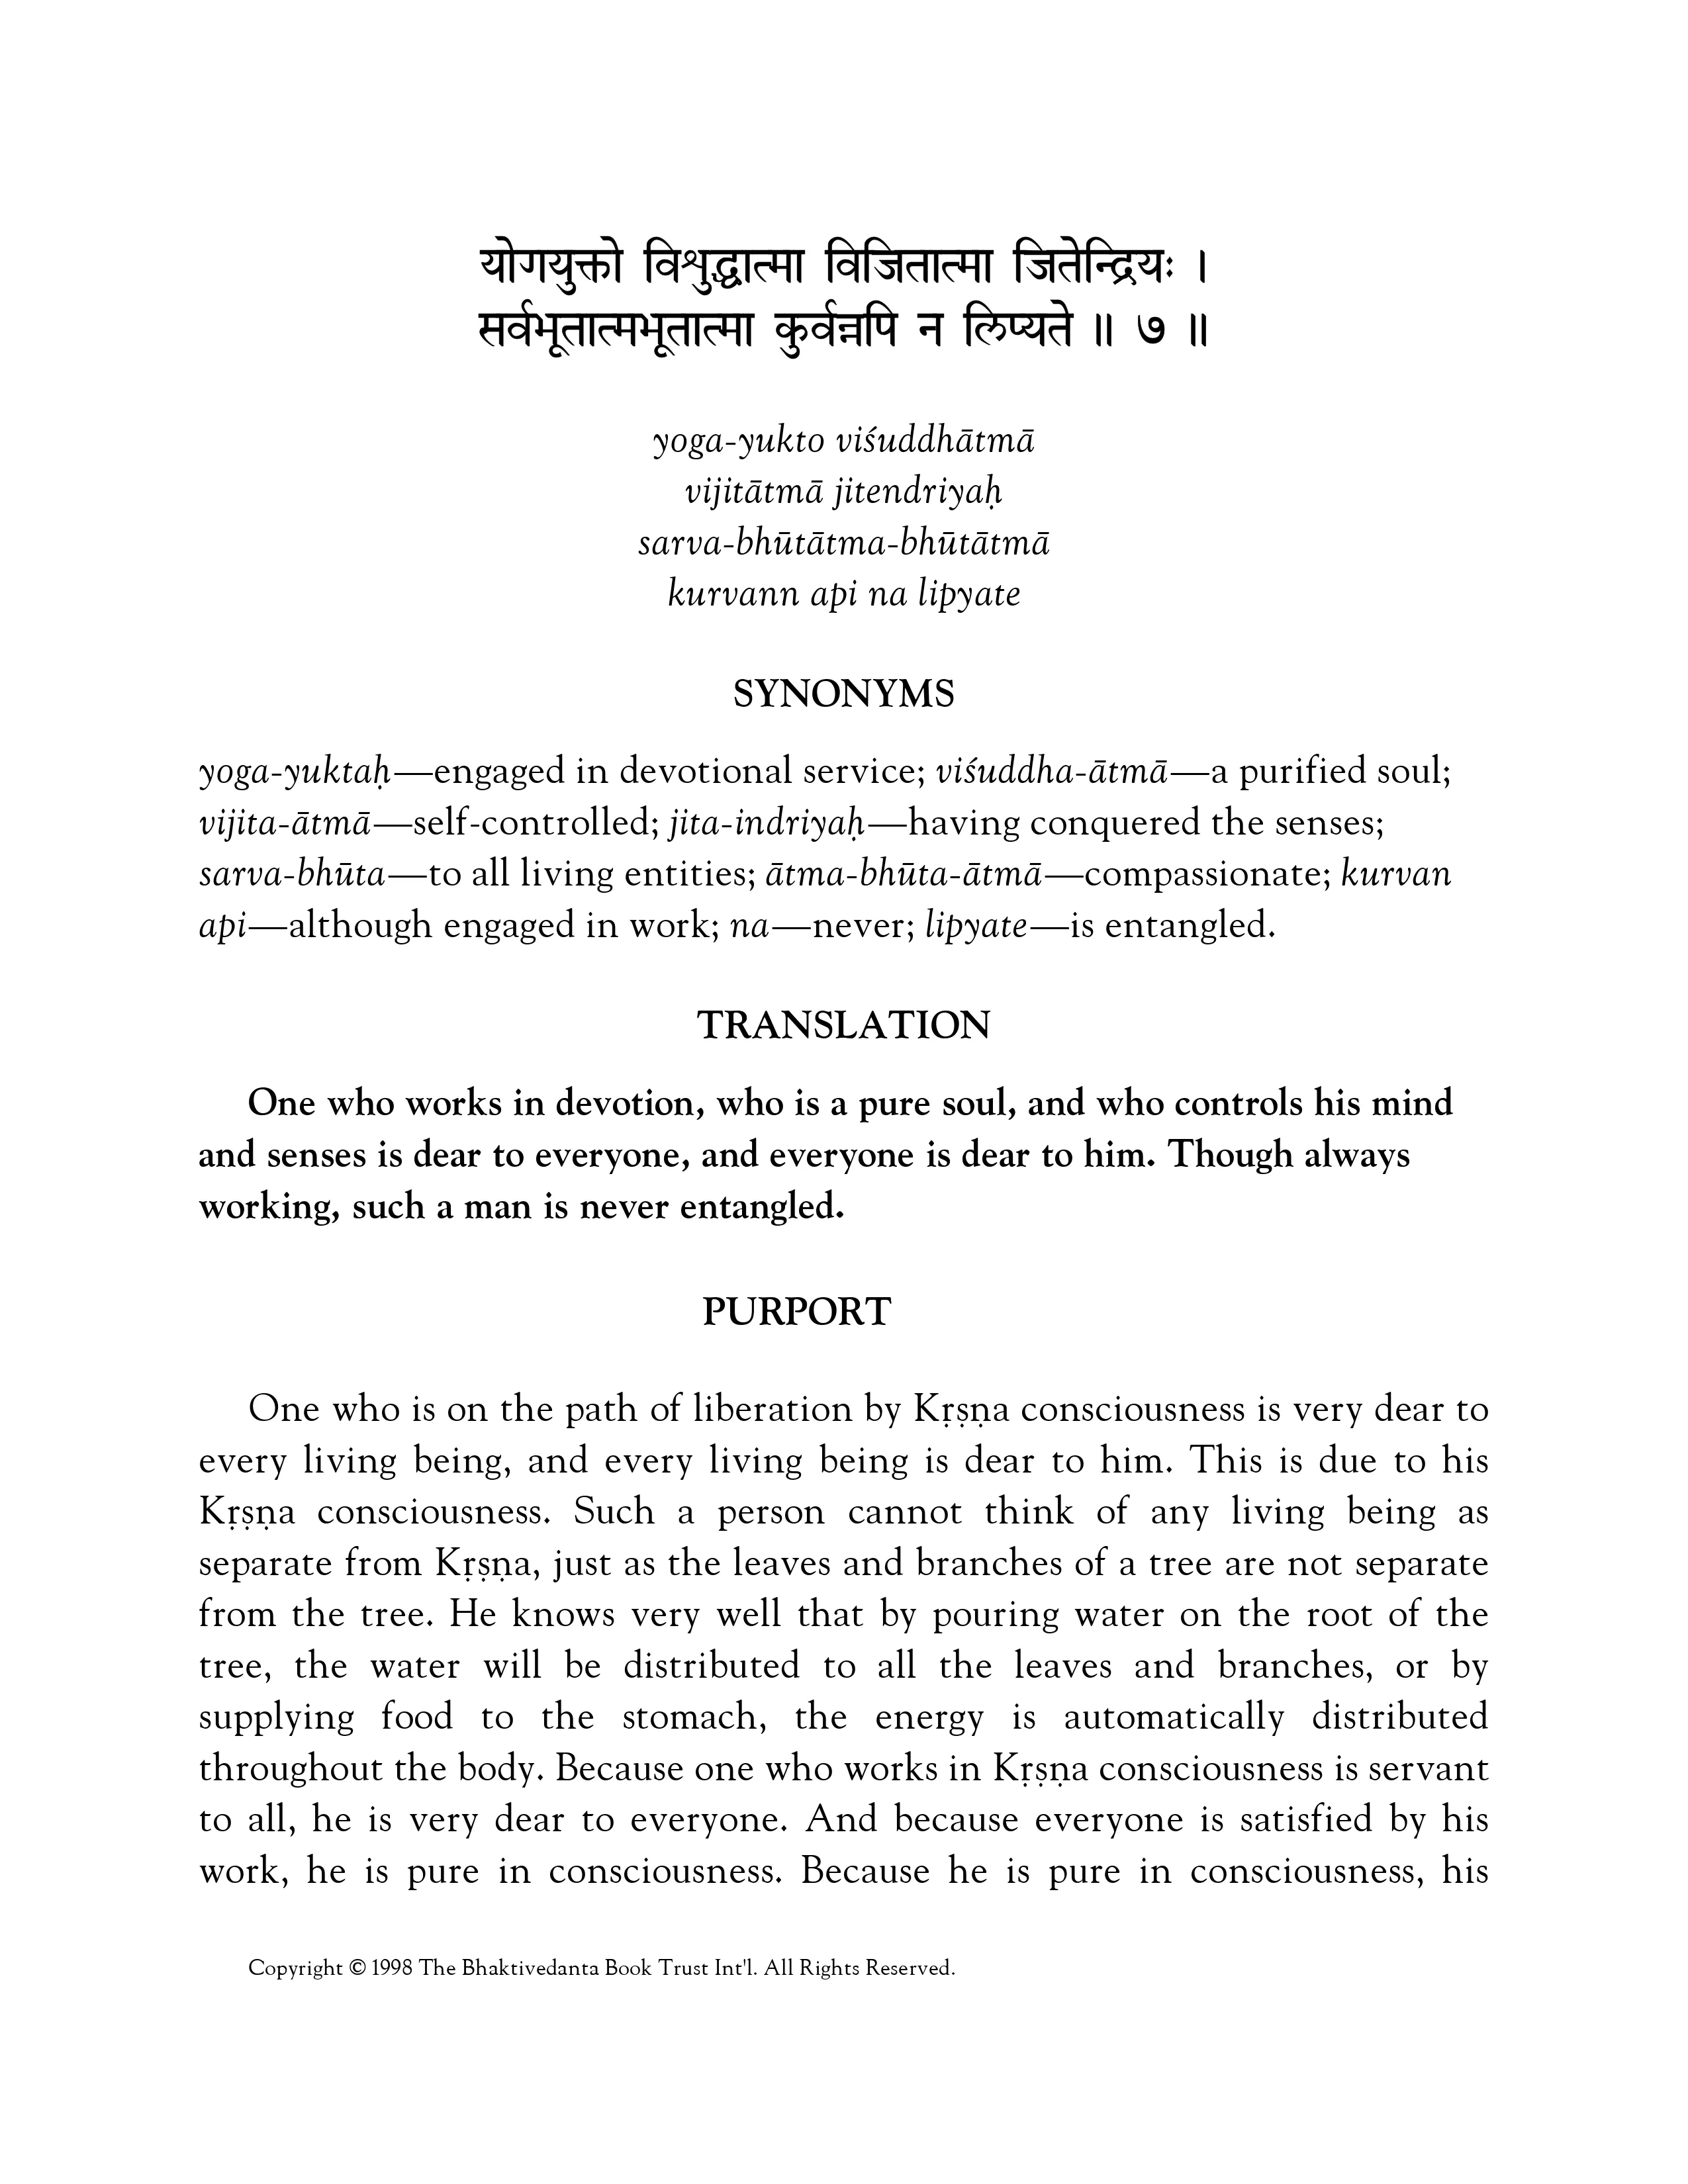 योगयुक्तो विशुद्धात्मा विजितात्मा जितेन्द्रियः ।
सर्वभूतात्मभूतात्मा कुर्वन्नपि न लिप्यते ॥ ७ ॥
yoga-yukto viśuddhātmā
vijitātmā jitendriyaḥ
sarva-bhūtātma-bhūtātmā
kurvann api na lipyate
SYNONYMS
yoga-yuktaḥ—engaged in devotional service; viśuddha-ātmā—a purified soul;
vijita-ātmā—self-controlled; jita-indriyaḥ—having conquered the senses;
sarva-bhūta—to all living entities; ātma-bhūta-ātmā—compassionate; kurvan
api—although engaged in work; na—never; lipyate—is entangled.
TRANSLATION
One who works in devotion, who is a pure soul, and who controls his mind
and senses is dear to everyone, and everyone is dear to him. Though always
working, such a man is never entangled.
PURPORT
One who is on the path of liberation by Kṛṣṇa consciousness is very dear to
every living being, and every living being is dear to him. This is due to his
Kṛṣṇa consciousness. Such a person cannot think of any living being as
separate from Kṛṣṇa, just as the leaves and branches of a tree are not separate
from the tree. He knows very well that by pouring water on the root of the
tree, the water will be distributed to all the leaves and branches, or by
supplying food to the stomach, the energy is automatically distributed
throughout the body. Because one who works in Kṛṣṇa consciousness is servant
to all, he is very dear to everyone. And because everyone is satisfied by his
work, he is pure in consciousness. Because he is pure in consciousness, his
Copyright © 1998 The Bhaktivedanta Book Trust Int'l. All Rights Reserved.